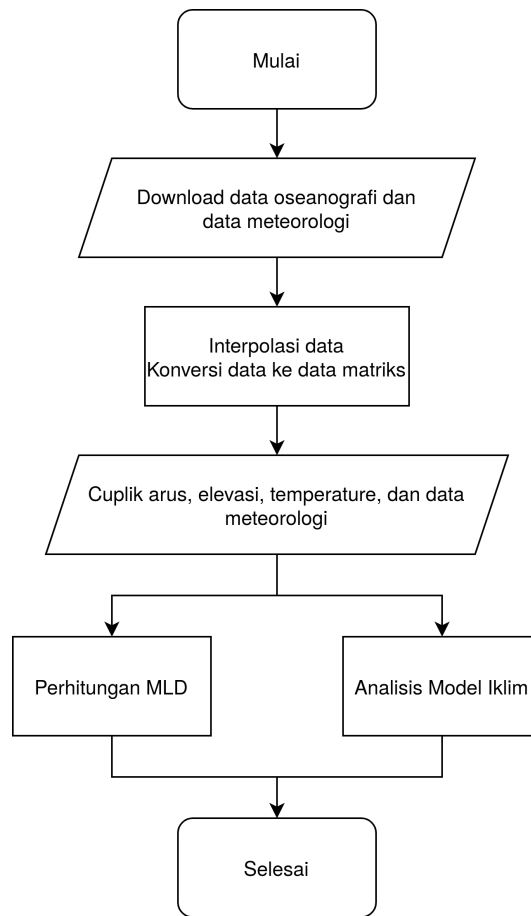 Mulai
Download data oseanografi dan
data meteorologi
Interpolasi data
Konversi data ke data matriks
Cuplik arus, elevasi, temperature, dan data
meteorologi
Perhitungan MLD
Analisis Model Iklim
Selesai